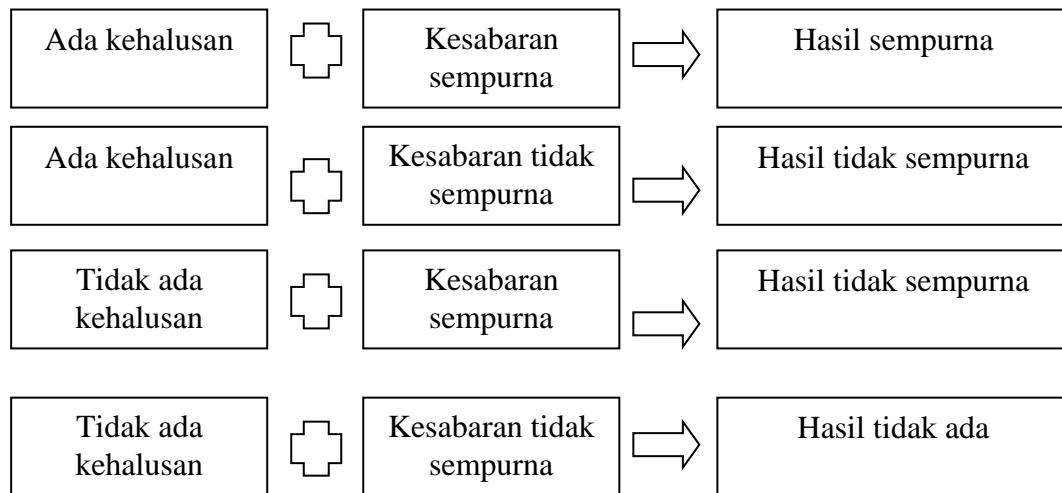 Ada kehalusan
Kesabaran
sempurna
Hasil sempurna
Ada kehalusan
Kesabaran tidak
sempurna
Hasil tidak sempurna
Tidak ada
kehalusan
Kesabaran
sempurna
Hasil tidak sempurna
Tidak ada
kehalusan
Kesabaran tidak
sempurna
Hasil tidak ada